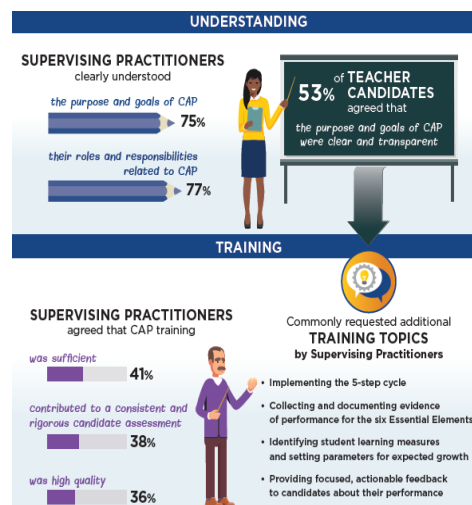 UNDERSTANDING
SUPERVISING PRACTITIONERS
clearly understood
the purpose and goals of CAP
75%
their roles and responsibilities
related to CAP
77%
53% of TEACHER
CANDIDATES
agreed that
the purpose and goals of CAP
were clear and transparent
TRAINING
SUPERVISING PRACTITIONERS
agreed that CAP training
was sufficient
41%
contributed to a consistent and
rigorous candidate assessment
38%
was high quality
36%
Commonly requested additional
TRAINING TOPICS
by Supervising Practitioners
• Implementing the 5-step cycle
• Collecting and documenting evidence
of performance for the six Essential Elements
• Identifying student learning measures
and setting parameters for expected growth
• Providing focused, actionable feedback
to candidates about their performance